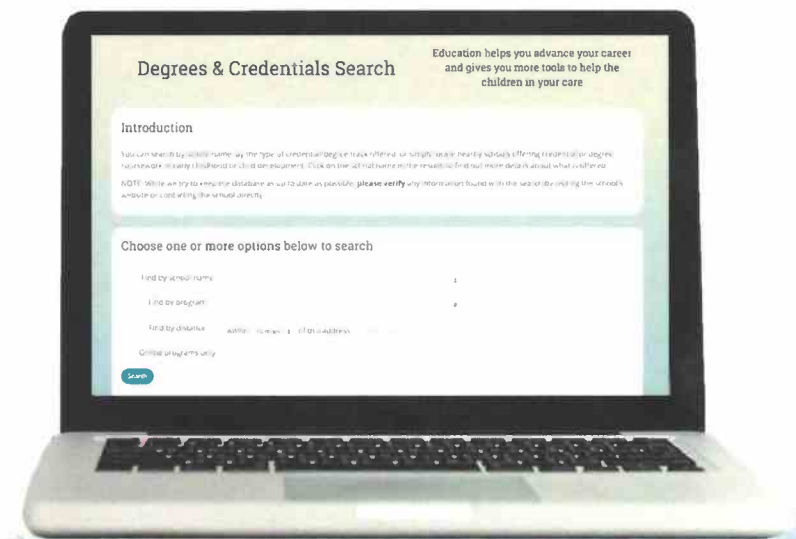 Degrees & Credentials Search
Education helps you advance your career
and gives you more tools to help the
children in your care
Introduction
You can search by school name, by the type of credential/degree track offered, or simply locate nearby schools offering credential or degree
coursework in early childhood or child development. Click on the school name in the results to find out more details about what is offered.
NOTE: While we try to keep the database as up to date as possible, please verify any information found with the search by visiting the school's
website or contacting the school directly.
Choose one or more options below to search
Find by school name
Find by program
Find by distance within of this address
Online programs only
Search